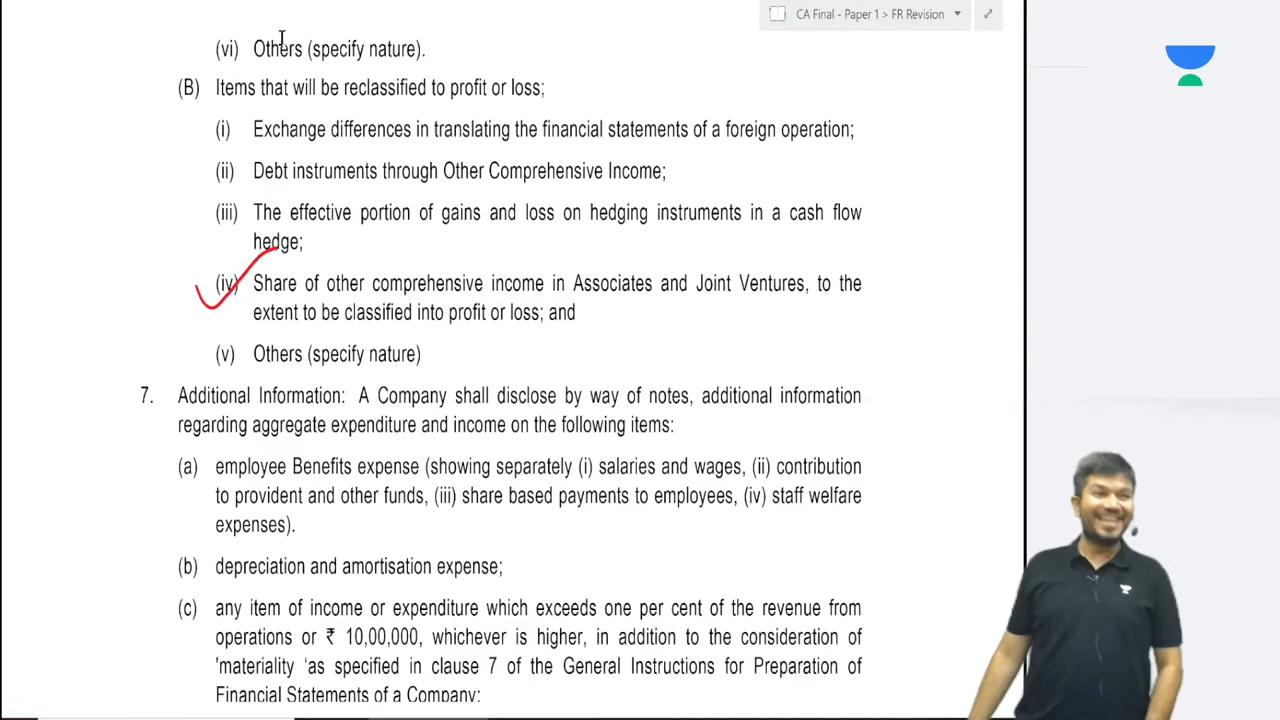 CA Final - Paper 1 > FR Revision
(vi) Others (specify nature).
(B) Items that will be reclassified to profit or loss;
(i) Exchange differences in translating the financial statements of a foreign operation;
(ii) Debt instruments through Other Comprehensive Income;
(iii) The effective portion of gains and loss on hedging instruments in a cash flow
hedge;
(iv) Share of other comprehensive income in Associates and Joint Ventures, to the
extent to be classified into profit or loss; and
(v) Others (specify nature)
7. Additional Information: A Company shall disclose by way of notes, additional information
regarding aggregate expenditure and income on the following items:
(a) employee Benefits expense (showing separately (i) salaries and wages, (ii) contribution
to provident and other funds, (iii) share based payments to employees, (iv) staff welfare
expenses).
(b) depreciation and amortisation expense;
(c) any item of income or expenditure which exceeds one per cent of the revenue from
operations or ₹ 10,00,000, whichever is higher, in addition to the consideration of
'materiality 'as specified in clause 7 of the General Instructions for Preparation of
Financial Statements of a Company;